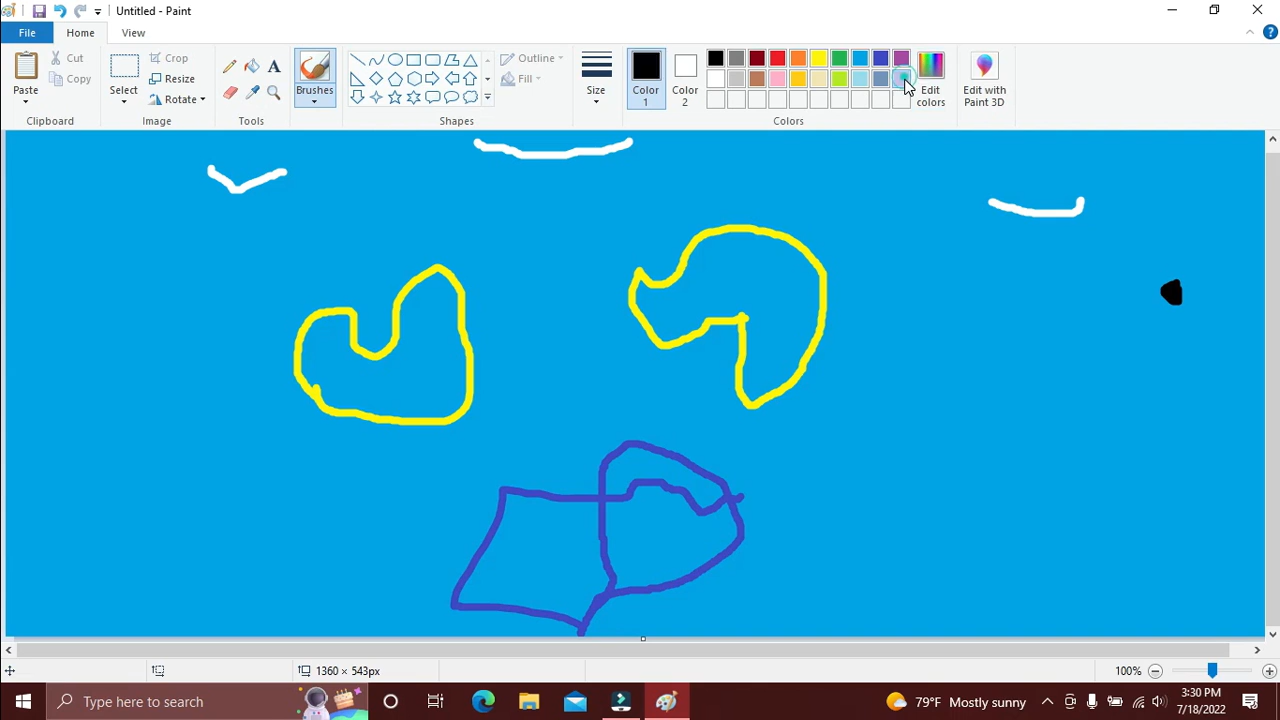 Untitled - Paint
File Home View
Paste
Cut
Copy
Clipboard
Select
Crop
Resize
Rotate
Image
A
Tools
Brushes
Outline
Fill
Shapes
Size
Color 1
Color 2
Edit colors
Colors
Edit with Paint 3D
1360 × 543px
100%
Type here to search
79°F Mostly sunny
3:30 PM
7/18/2022